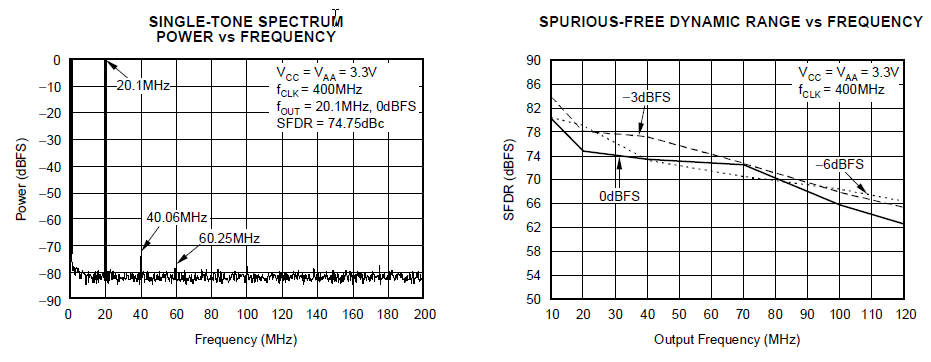 SINGLE-TONE SPECTRUM
POWER vs FREQUENCY
Power (dBFS)
0
–10
–20
–30
–40
–50
–60
–70
–80
–90
20.1MHz
VCC = VAA = 3.3V
fCLK = 400MHz
fOUT = 20.1MHz, 0dBFS
SFDR = 74.75dBc
40.06MHz
60.25MHz
0 20 40 60 80 100 120 140 160 180 200
Frequency (MHz)
SPURIOUS-FREE DYNAMIC RANGE vs FREQUENCY
SFDR (dBFS)
90
86
82
78
74
70
66
62
58
54
50
VCC = VAA = 3.3V
fCLK = 400MHz
–3dBFS
–6dBFS
0dBFS
10 20 30 40 50 60 70 80 90 100 110 120
Output Frequency (MHz)